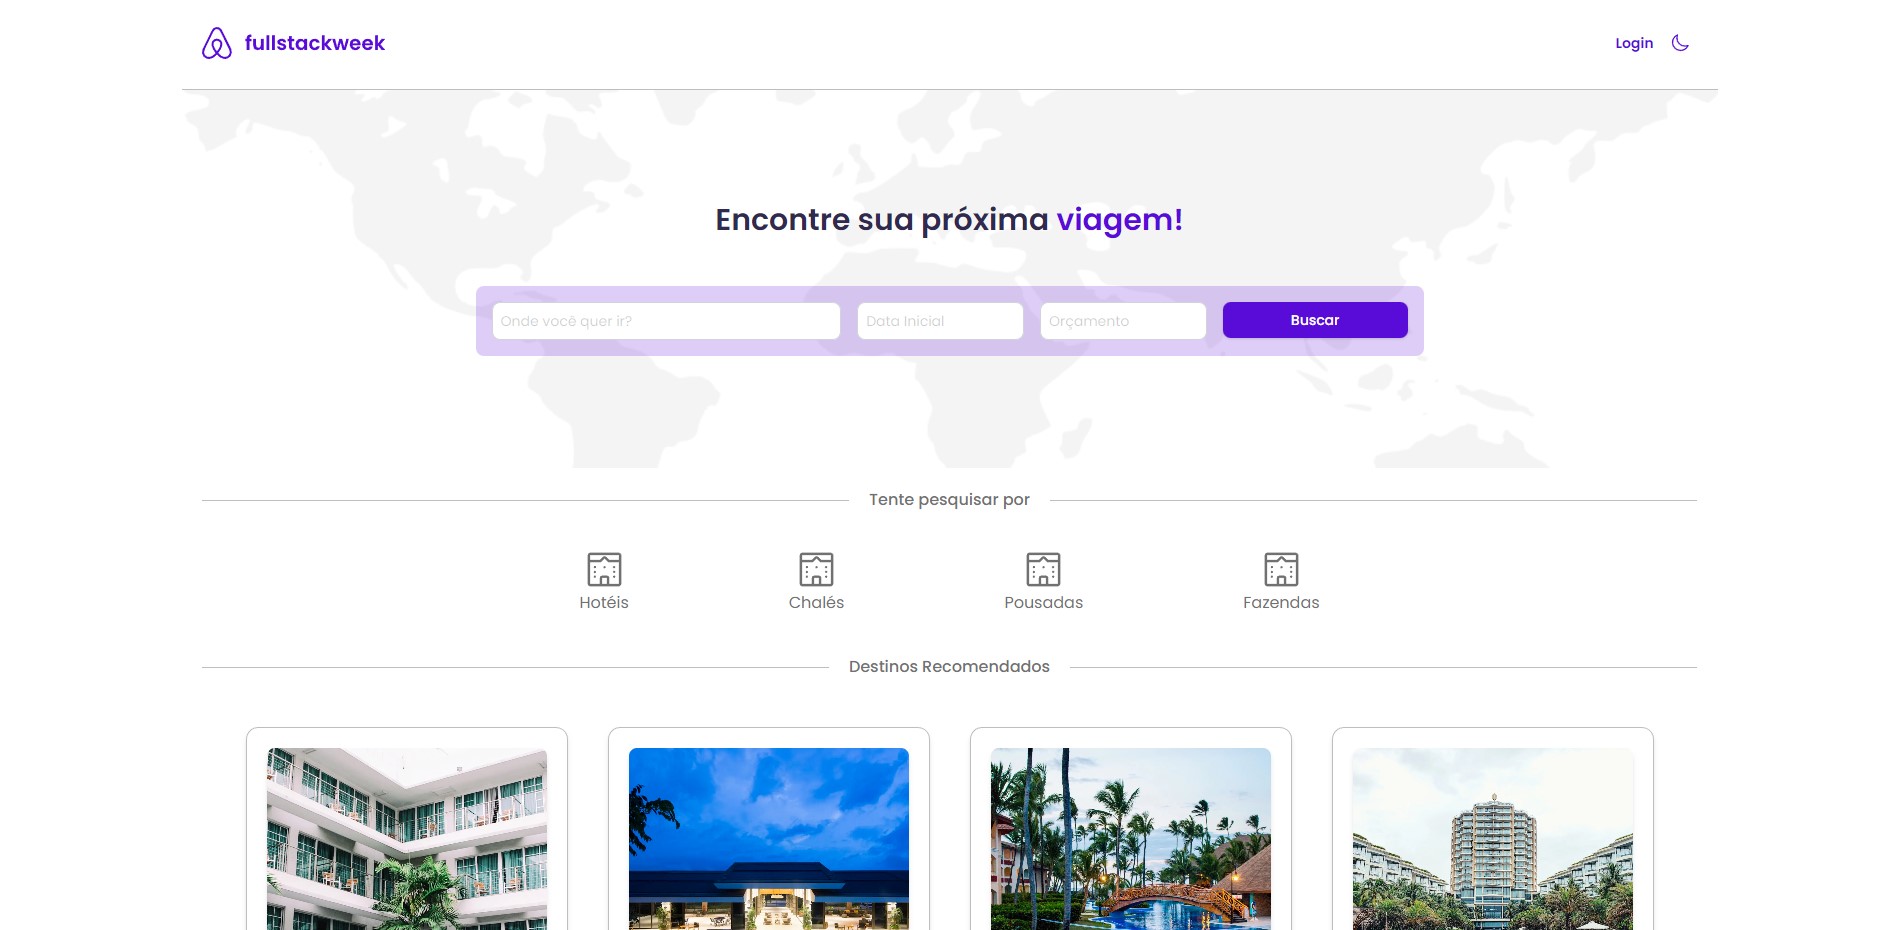 fullstackweek
Login
Encontre sua próxima viagem!
Onde você quer ir?
Data Inicial
Orçamento
Buscar
Tente pesquisar por
Hotéis
Chalés
Pousadas
Fazendas
Destinos Recomendados